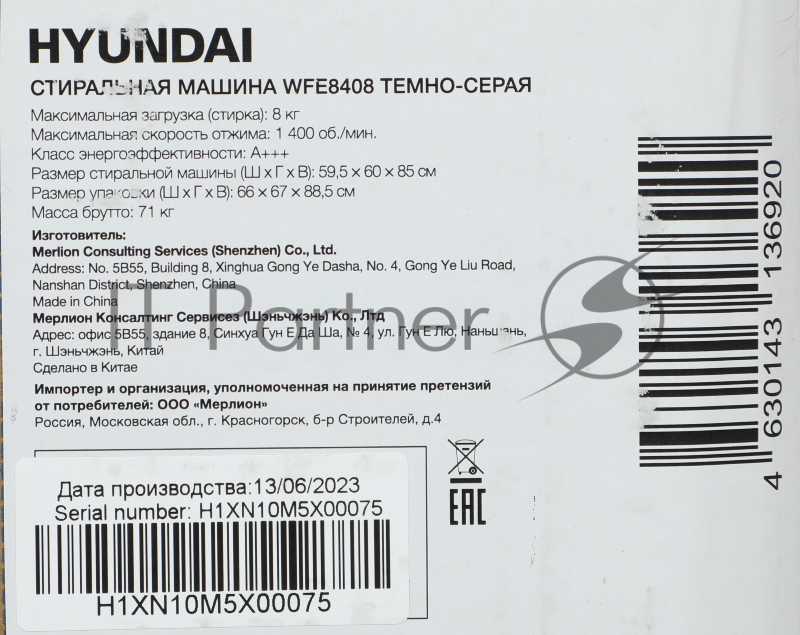 HYUNDAI
СТИРАЛЬНАЯ МАШИНА WFE8408 ТЕМНО-СЕРАЯ
Максимальная загрузка (стирка): 8 кг
Максимальная скорость отжима: 1 400 об./мин.
Класс энергоэффективности: A+++
Размер стиральной машины (Ш x Г x В): 59,5 x 60 x 85 см
Размер упаковки (Ш x Г x В): 66 x 67 x 88,5 см
Масса брутто: 71 кг
Изготовитель:
Merlion Consulting Services (Shenzhen) Co., Ltd.
Address: No. 5B55, Building 8, Xinghua Gong Ye Dasha, No. 4, Gong Ye Liu Road,
Nanshan District, Shenzhen, China
Made in China
Мерлион Консалтинг Сервисез (Шэньчжэнь) Ко., Лтд
Адрес: офис 5B55, здание 8, Синхуа Гун Е Да Ша, № 4, ул. Гун Е Лю, Наньшэнь,
г. Шэньчжэнь, Китай
Сделано в Китае
Импортер и организация, уполномоченная на принятие претензий
от потребителей: ООО «Мерлион»
Россия, Московская обл., г. Красногорск, б-р Строителей, д.4
IT Partner
4 630143 136920
EAC
Дата производства:13/06/2023
Serial number: H1XN10M5X00075
H1XN10M5X00075